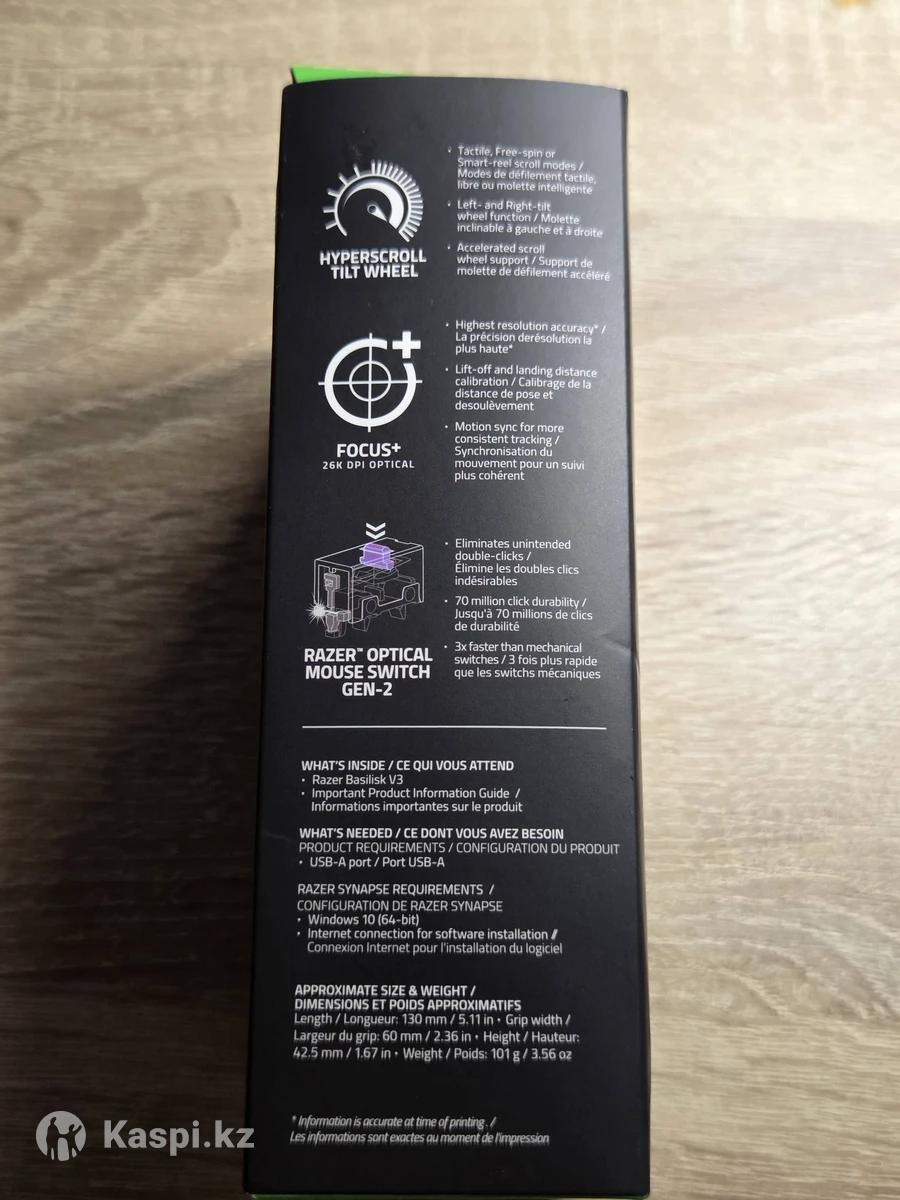 HYPERSCROLL
TILT WHEEL
• Tactile, Free-spin or
Smart-reel scroll modes /
Modes de défilement tactile,
libre ou molette intelligente
• Left- and Right-tilt
wheel function / Molette
inclinable à gauche et à droite
• Accelerated scroll
wheel support / Support de
molette de défilement accéléré
FOCUS+
26K DPI OPTICAL
• Highest resolution accuracy* /
La précision derésolution la
plus haute*
• Lift-off and landing distance
calibration / Calibrage de la
distance de pose et
desoulèvement
• Motion sync for more
consistent tracking /
Synchronisation du
mouvement pour un suivi
plus cohérent
RAZER™ OPTICAL
MOUSE SWITCH
GEN-2
• Eliminates unintended
double-clicks /
Élimine les doubles clics
indésirables
• 70 million click durability /
Jusqu'à 70 millions de clics
de durabilité
• 3x faster than mechanical
switches / 3 fois plus rapide
que les switchs mécaniques
WHAT'S INSIDE / CE QUI VOUS ATTEND
• Razer Basilisk V3
• Important Product Information Guide /
Informations importantes sur le produit
WHAT'S NEEDED / CE DONT VOUS AVEZ BESOIN
PRODUCT REQUIREMENTS / CONFIGURATION DU PRODUIT
• USB-A port / Port USB-A
RAZER SYNAPSE REQUIREMENTS /
CONFIGURATION DE RAZER SYNAPSE
• Windows 10 (64-bit)
• Internet connection for software installation /
Connexion Internet pour l'installation du logiciel
APPROXIMATE SIZE & WEIGHT /
DIMENSIONS ET POIDS APPROXIMATIFS
Length / Longueur: 130 mm / 5.11 in • Grip width /
Largeur du grip: 60 mm / 2.36 in • Height / Hauteur:
42.5 mm / 1.67 in • Weight / Poids: 101 g / 3.56 oz
* Information is accurate at time of printing. /
Les informations sont exactes au moment de l'impression
Kaspi.kz